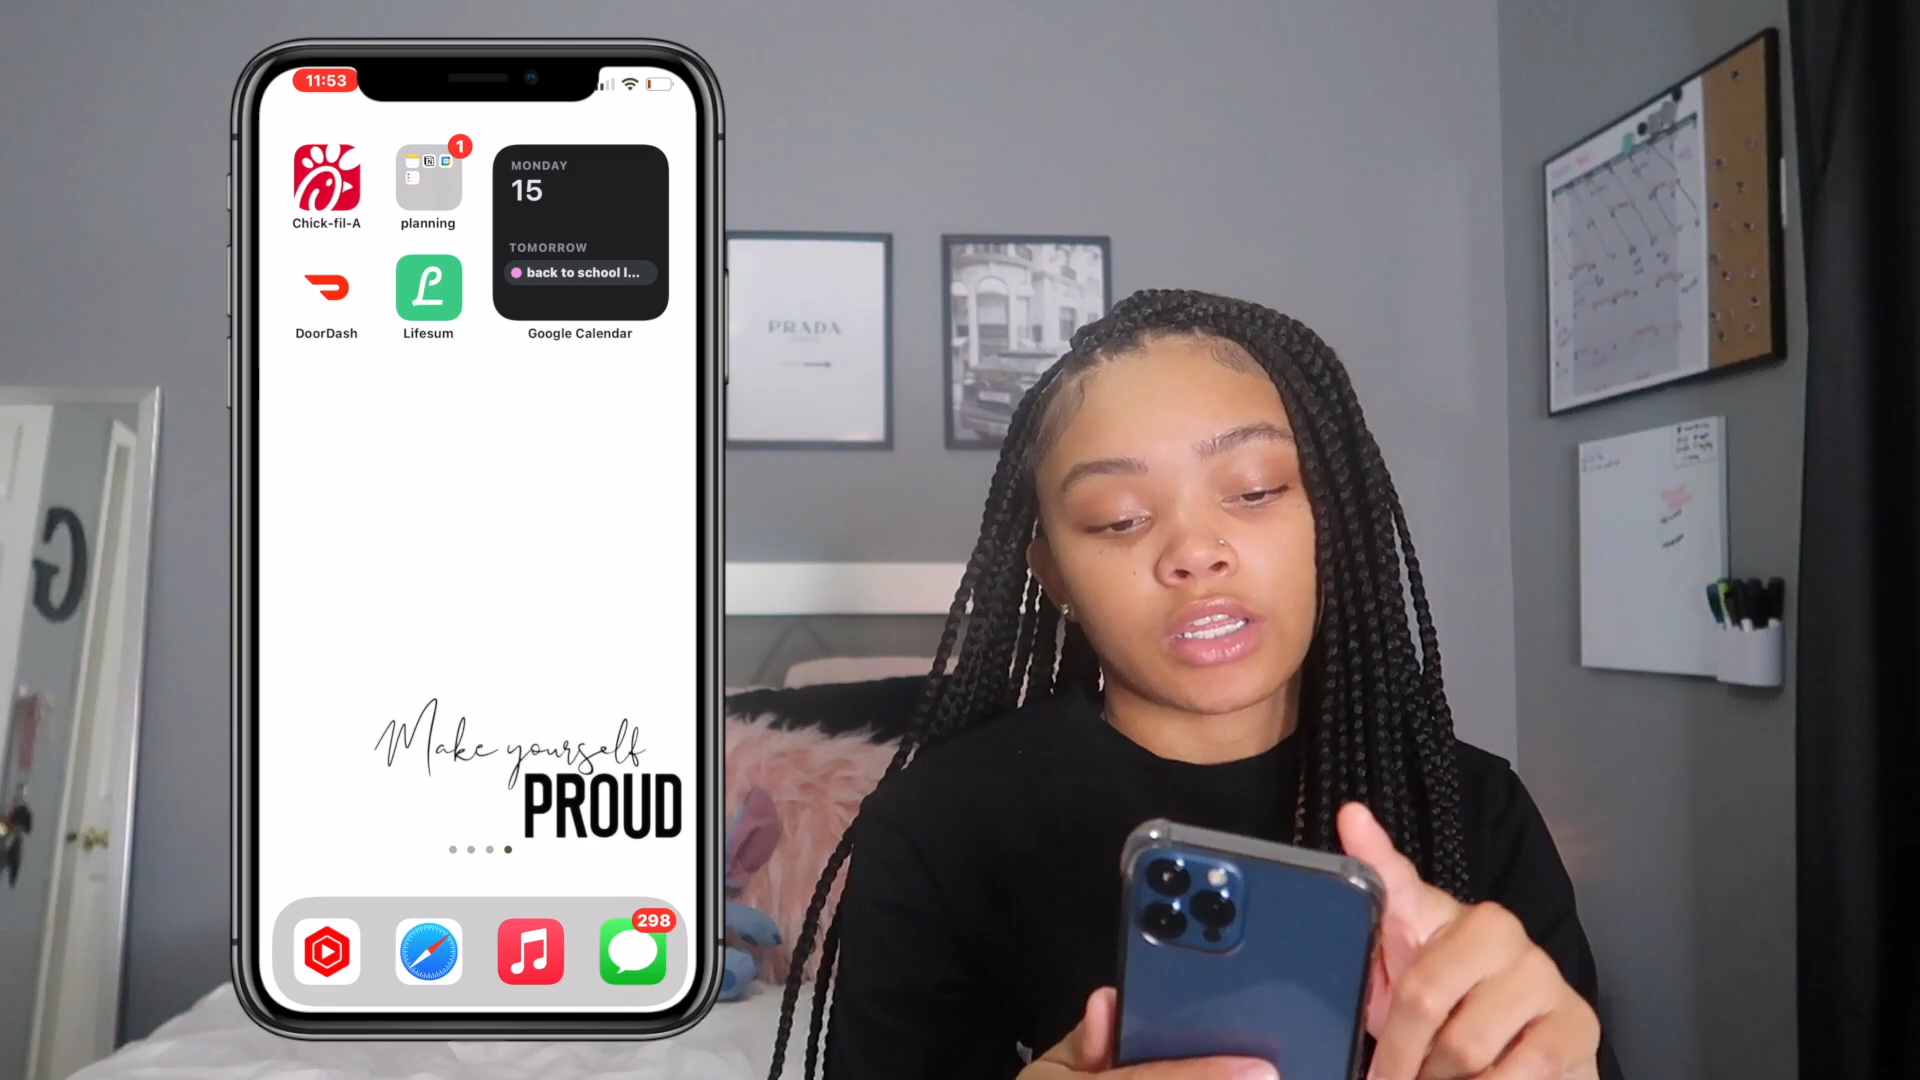 11:53
1
MONDAY
15
Chick-fil-A
planning
TOMORROW
back to school l...
DoorDash
Lifesum
Google Calendar
PRADA
Make yourself
PROUD
298
G